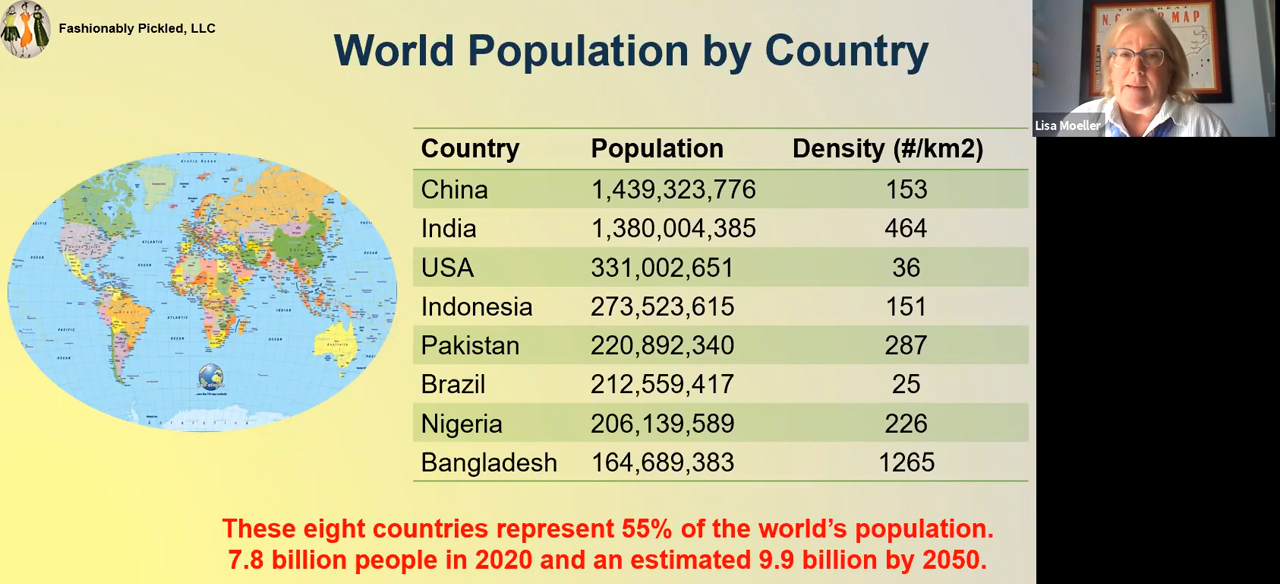 Fashionably Pickled, LLC
World Population by Country
N.C. MAP
Lisa Moeller
Country Population Density (#/km2)
China 1,439,323,776 153
India 1,380,004,385 464
USA 331,002,651 36
Indonesia 273,523,615 151
Pakistan 220,892,340 287
Brazil 212,559,417 25
Nigeria 206,139,589 226
Bangladesh 164,689,383 1265
These eight countries represent 55% of the world's population.
7.8 billion people in 2020 and an estimated 9.9 billion by 2050.